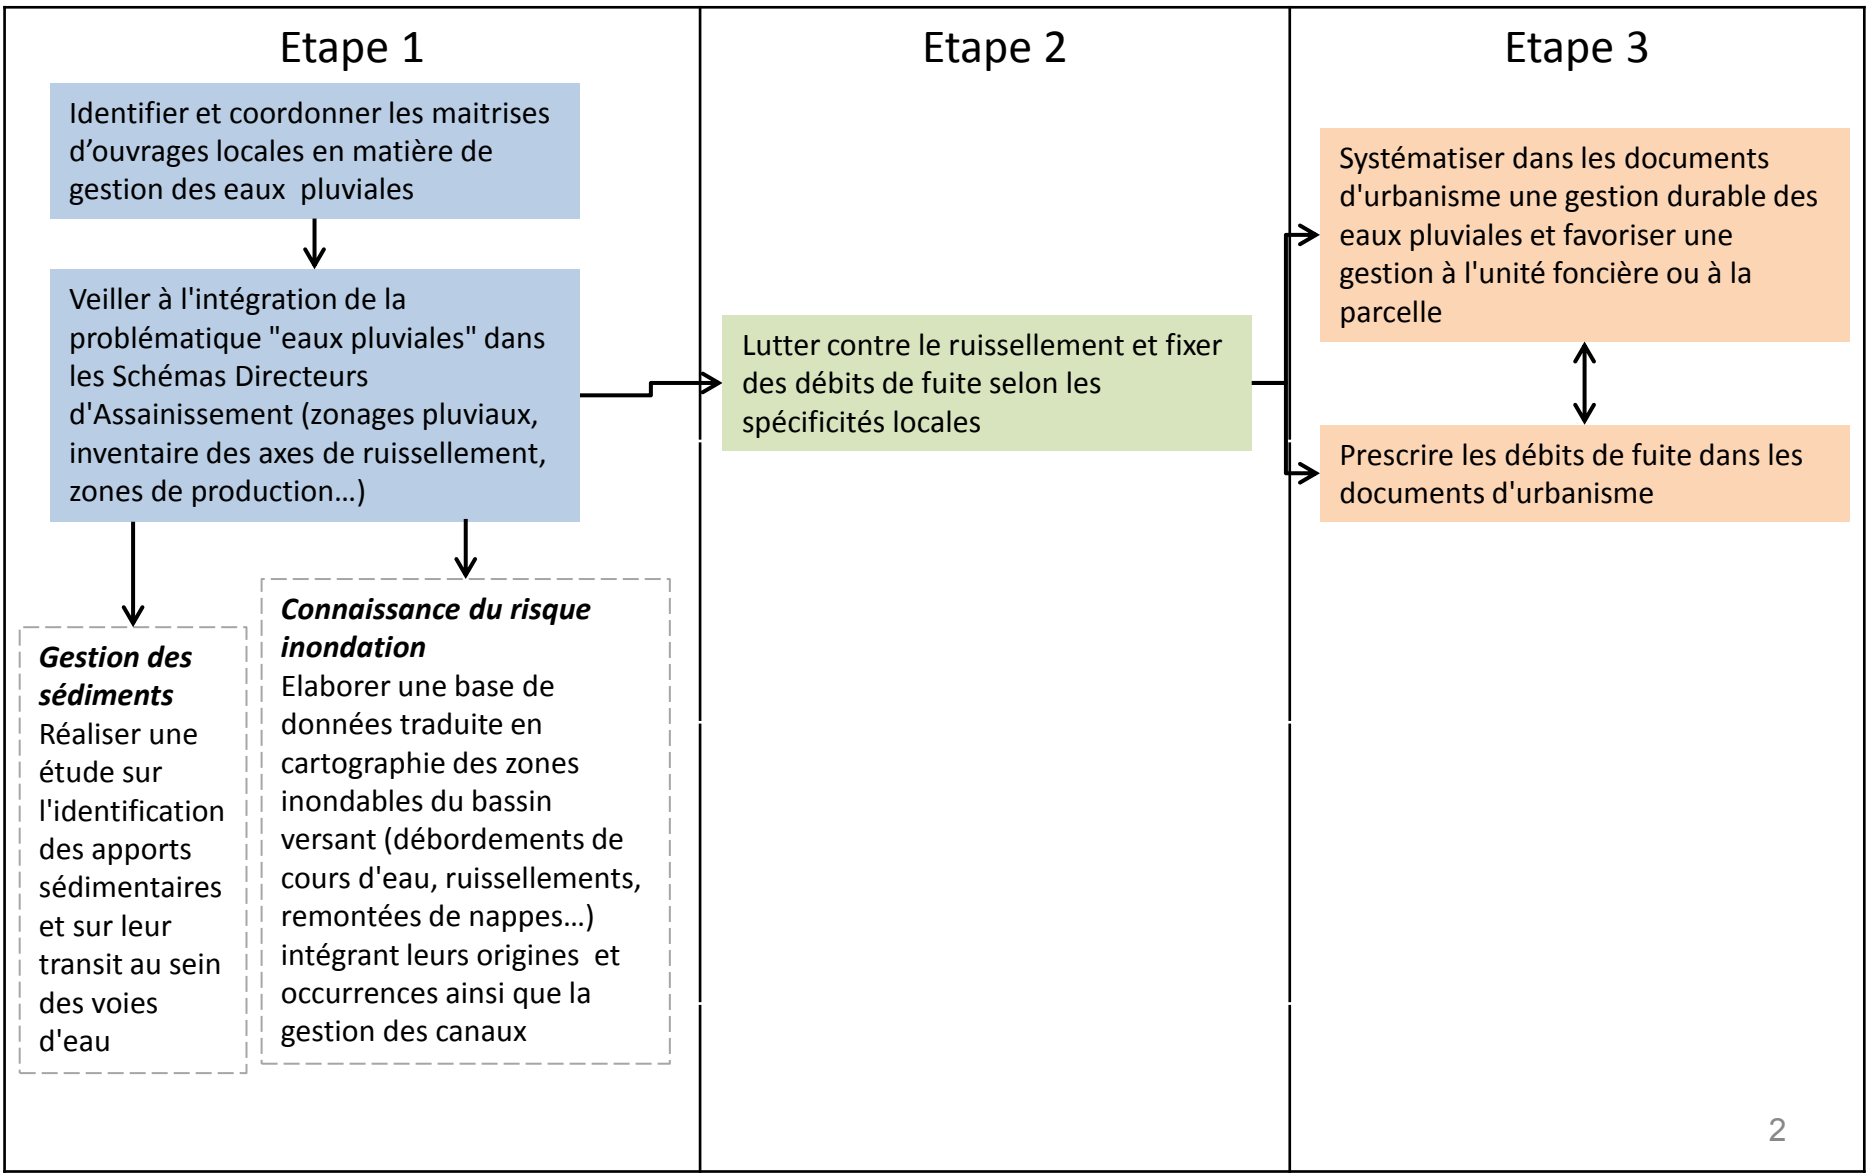 Etape 1
Identifier et coordonner les maitrises
d’ouvrages locales en matière de
gestion des eaux  pluviales
Veiller à l'intégration de la
problématique "eaux pluviales" dans
les Schémas Directeurs
d'Assainissement (zonages pluviaux,
inventaire des axes de ruissellement,
zones de production…)
Gestion des
sédiments
Réaliser une
étude sur
l'identification
des apports
sédimentaires
et sur leur
transit au sein
des voies
d'eau
Connaissance du risque
inondation
Elaborer une base de
données traduite en
cartographie des zones
inondables du bassin
versant (débordements de
cours d'eau, ruissellements,
remontées de nappes…)
intégrant leurs origines  et
occurrences ainsi que la
gestion des canaux
Etape 2
Lutter contre le ruissellement et fixer
des débits de fuite selon les
spécificités locales
Etape 3
Systématiser dans les documents
d'urbanisme une gestion durable des
eaux pluviales et favoriser une
gestion à l'unité foncière ou à la
parcelle
Prescrire les débits de fuite dans les
documents d'urbanisme
2